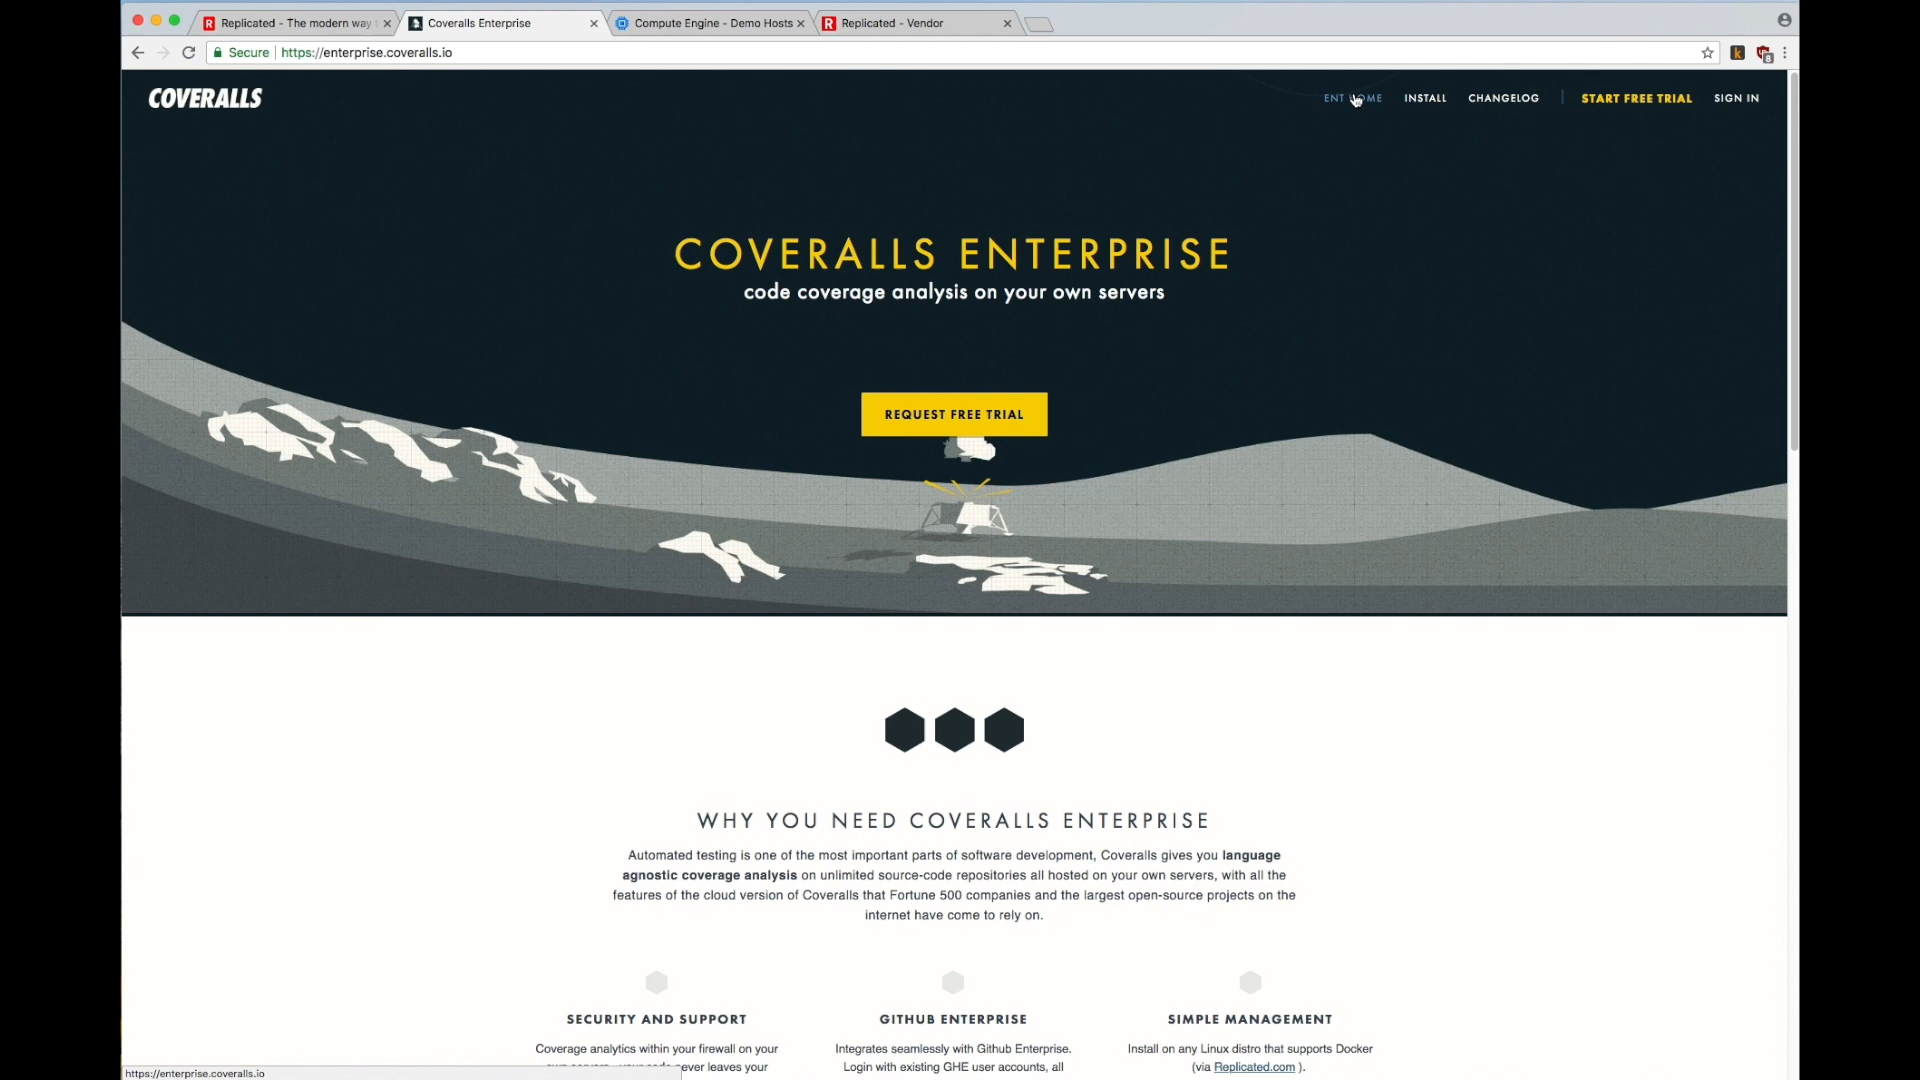 Replicated - The modern way t
Coveralls Enterprise
Compute Engine - Demo Hosts
Replicated - Vendor
Secure
https://enterprise.coveralls.io
COVERALLS
ENT HOME
INSTALL
CHANGELOG
START FREE TRIAL
SIGN IN
COVERALLS ENTERPRISE
code coverage analysis on your own servers
REQUEST FREE TRIAL
WHY YOU NEED COVERALLS ENTERPRISE
Automated testing is one of the most important parts of software development, Coveralls gives you language
agnostic coverage analysis on unlimited source-code repositories all hosted on your own servers, with all the
features of the cloud version of Coveralls that Fortune 500 companies and the largest open-source projects on the
internet have come to rely on.
SECURITY AND SUPPORT
Coverage analytics within your firewall on your
own servers - your code never leaves your
GITHUB ENTERPRISE
Integrates seamlessly with Github Enterprise.
Login with existing GHE user accounts, all
SIMPLE MANAGEMENT
Install on any Linux distro that supports Docker
(via Replicated.com ).
https://enterprise.coveralls.io